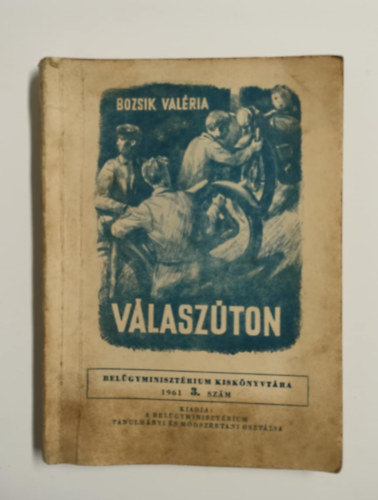 BOZSIK VALÉRIA
VÁLASZÚTON
BELÜGYMINISZTÉRIUM KISKÖNYVTÁRA
1961 3. SZÁM
KIADJA:
A BELÜGYMINISZTÉRIUM
TANULMÁNYI ÉS MÓDSZERTANI OSZTÁLYA